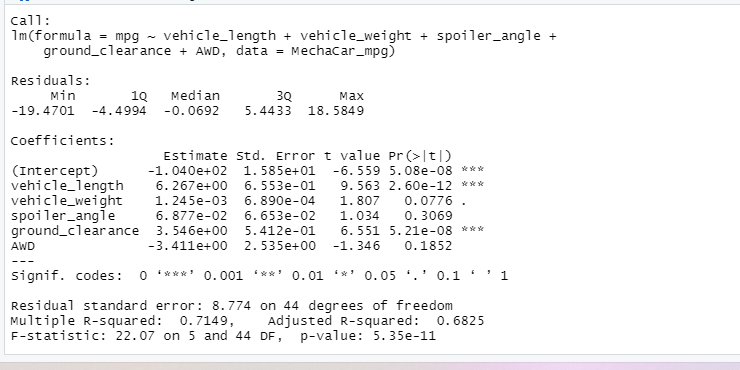 Call:
lm(formula = mpg ~ vehicle_length + vehicle_weight + spoiler_angle +
    ground_clearance + AWD, data = MechaCar_mpg)

Residuals:
     Min       1Q   Median       3Q      Max
-19.4701  -4.4994  -0.0692   5.4433  18.5849

Coefficients:
                   Estimate Std. Error t value Pr(>|t|)
(Intercept)      -1.040e+02  1.585e+01  -6.559 5.08e-08 ***
vehicle_length    6.267e+00  6.553e-01   9.563 2.60e-12 ***
vehicle_weight    1.245e-03  6.890e-04   1.807   0.0776 .
spoiler_angle     6.877e-02  6.653e-02   1.034   0.3069
ground_clearance  3.546e+00  5.412e-01   6.551 5.21e-08 ***
AWD              -3.411e+00  2.535e+00  -1.346   0.1852
---
Signif. codes:  0 ‘***’ 0.001 ‘**’ 0.01 ‘*’ 0.05 ‘.’ 0.1 ‘ ’ 1

Residual standard error: 8.774 on 44 degrees of freedom
Multiple R-squared:  0.7149,    Adjusted R-squared:  0.6825
F-statistic: 22.07 on 5 and 44 DF,  p-value: 5.35e-11